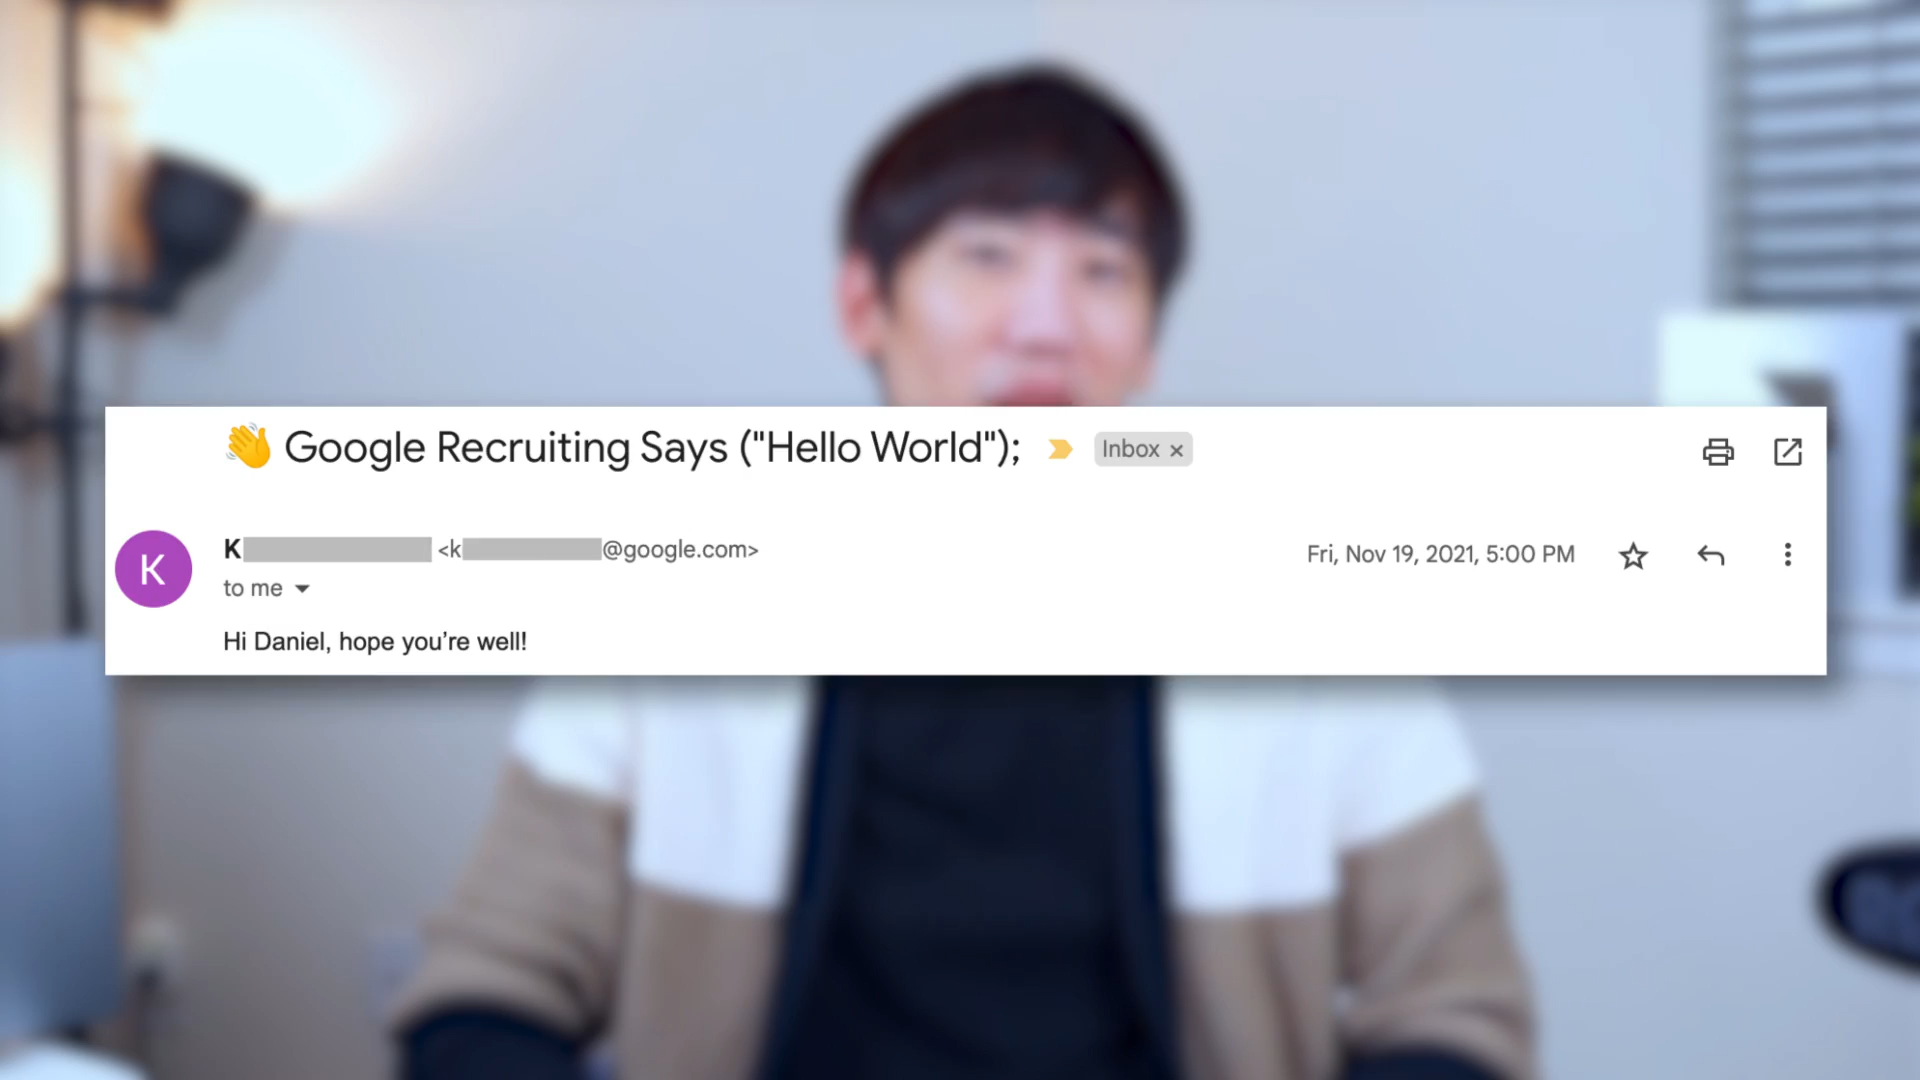 👋 Google Recruiting Says ("Hello World"); Inbox ×
K <k @google.com> Fri, Nov 19, 2021, 5:00 PM
K
to me
Hi Daniel, hope you’re well!